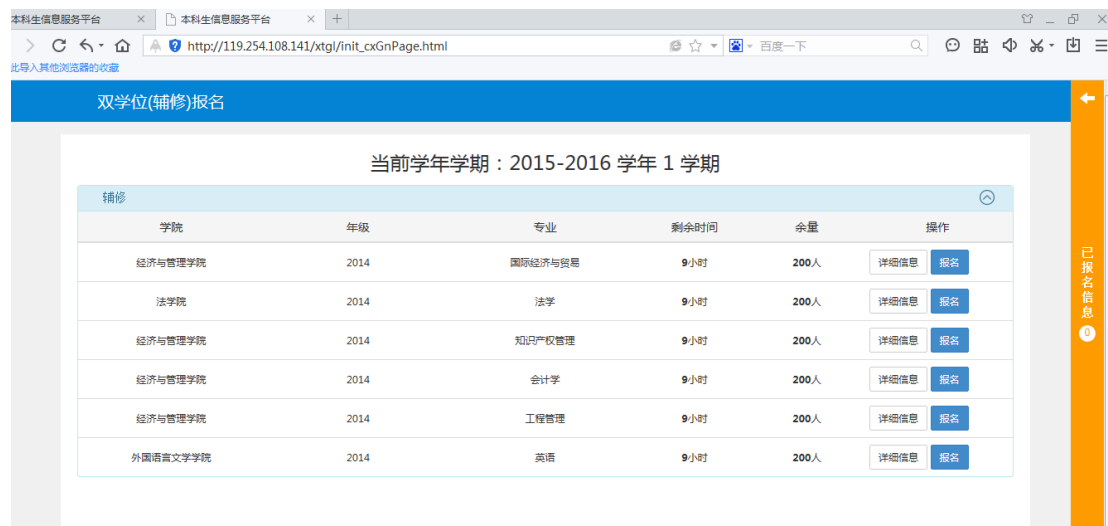 本科生信息服务平台 本科生信息服务平台
http://119.254.108.141/xtgl/init_cxGnPage.html 百度一下
此导入其他浏览器的收藏
双学位(辅修)报名
当前学年学期：2015-2016 学年 1 学期
辅修
学院 年级 专业 剩余时间 余量 操作
经济与管理学院 2014 国际经济与贸易 9小时 200人 详细信息 报名
法学院 2014 法学 9小时 200人 详细信息 报名
经济与管理学院 2014 知识产权管理 9小时 200人 详细信息 报名
经济与管理学院 2014 会计学 9小时 200人 详细信息 报名
经济与管理学院 2014 工程管理 9小时 200人 详细信息 报名
外国语言文学学院 2014 英语 9小时 200人 详细信息 报名
已报名信息 0